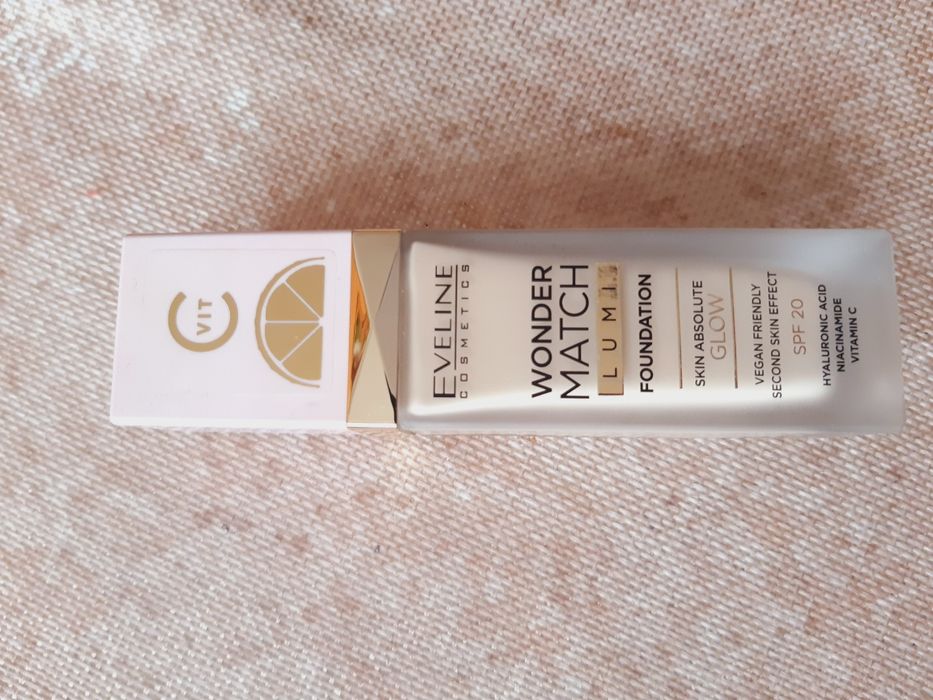 C
VIT
EVELINE
COSMETICS
WONDER
MATCH
LUMI
FOUNDATION
SKIN ABSOLUTE
GLOW
VEGAN FRIENDLY
SECOND SKIN EFFECT
SPF 20
HYALURONIC ACID
NIACINAMIDE
VITAMIN C